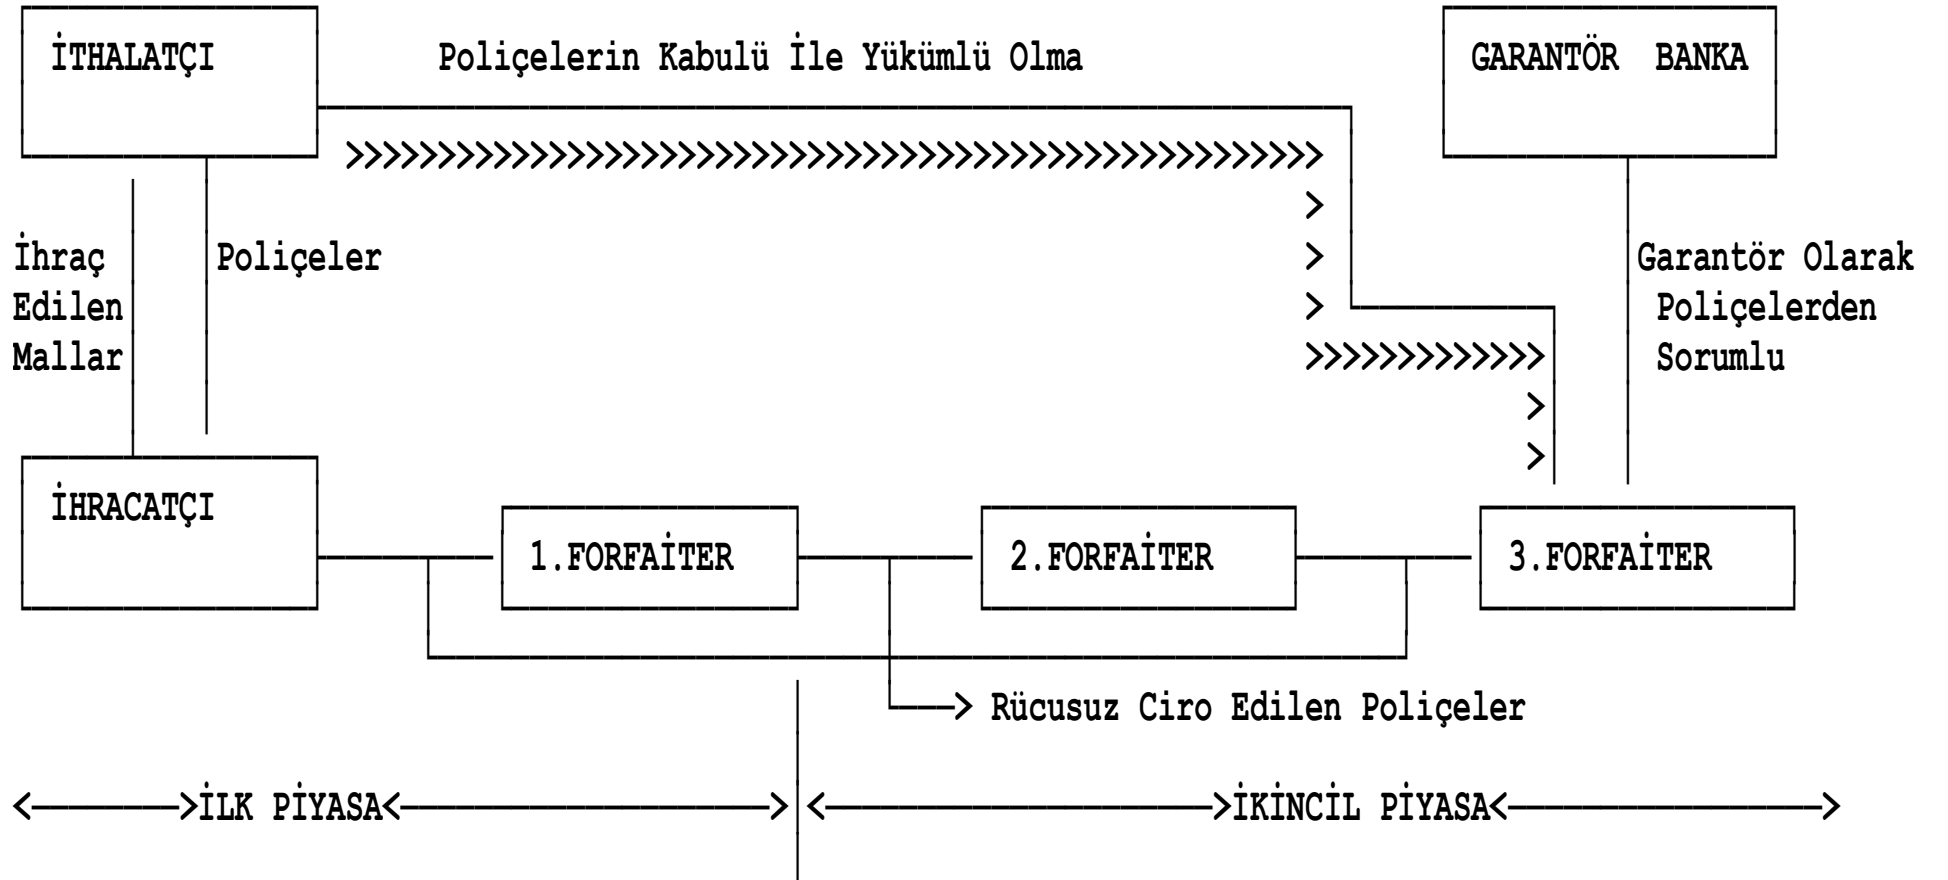 İTHALATÇI
Poliçelerin Kabulü İle Yükümlü Olma
GARANTÖR BANKA
>>>>>>>>>>>>>>>>>>>>>>>>>>>>>>>>>>>>>>>>>>>>>>>>>>>>>
>
İhraç
Edilen
Mallar
Poliçeler
>
>
>>>>>>>>>>>>>
>
>
Garantör Olarak
Poliçelerden
Sorumlu
İHRACATÇI
1.FORFAİTER
2.FORFAİTER
3.FORFAİTER
> Rücusuz Ciro Edilen Poliçeler
<────────>İLK PİYASA<────────────────────>
<──────────────────────>İKİNCİL PİYASA<─────────────────>